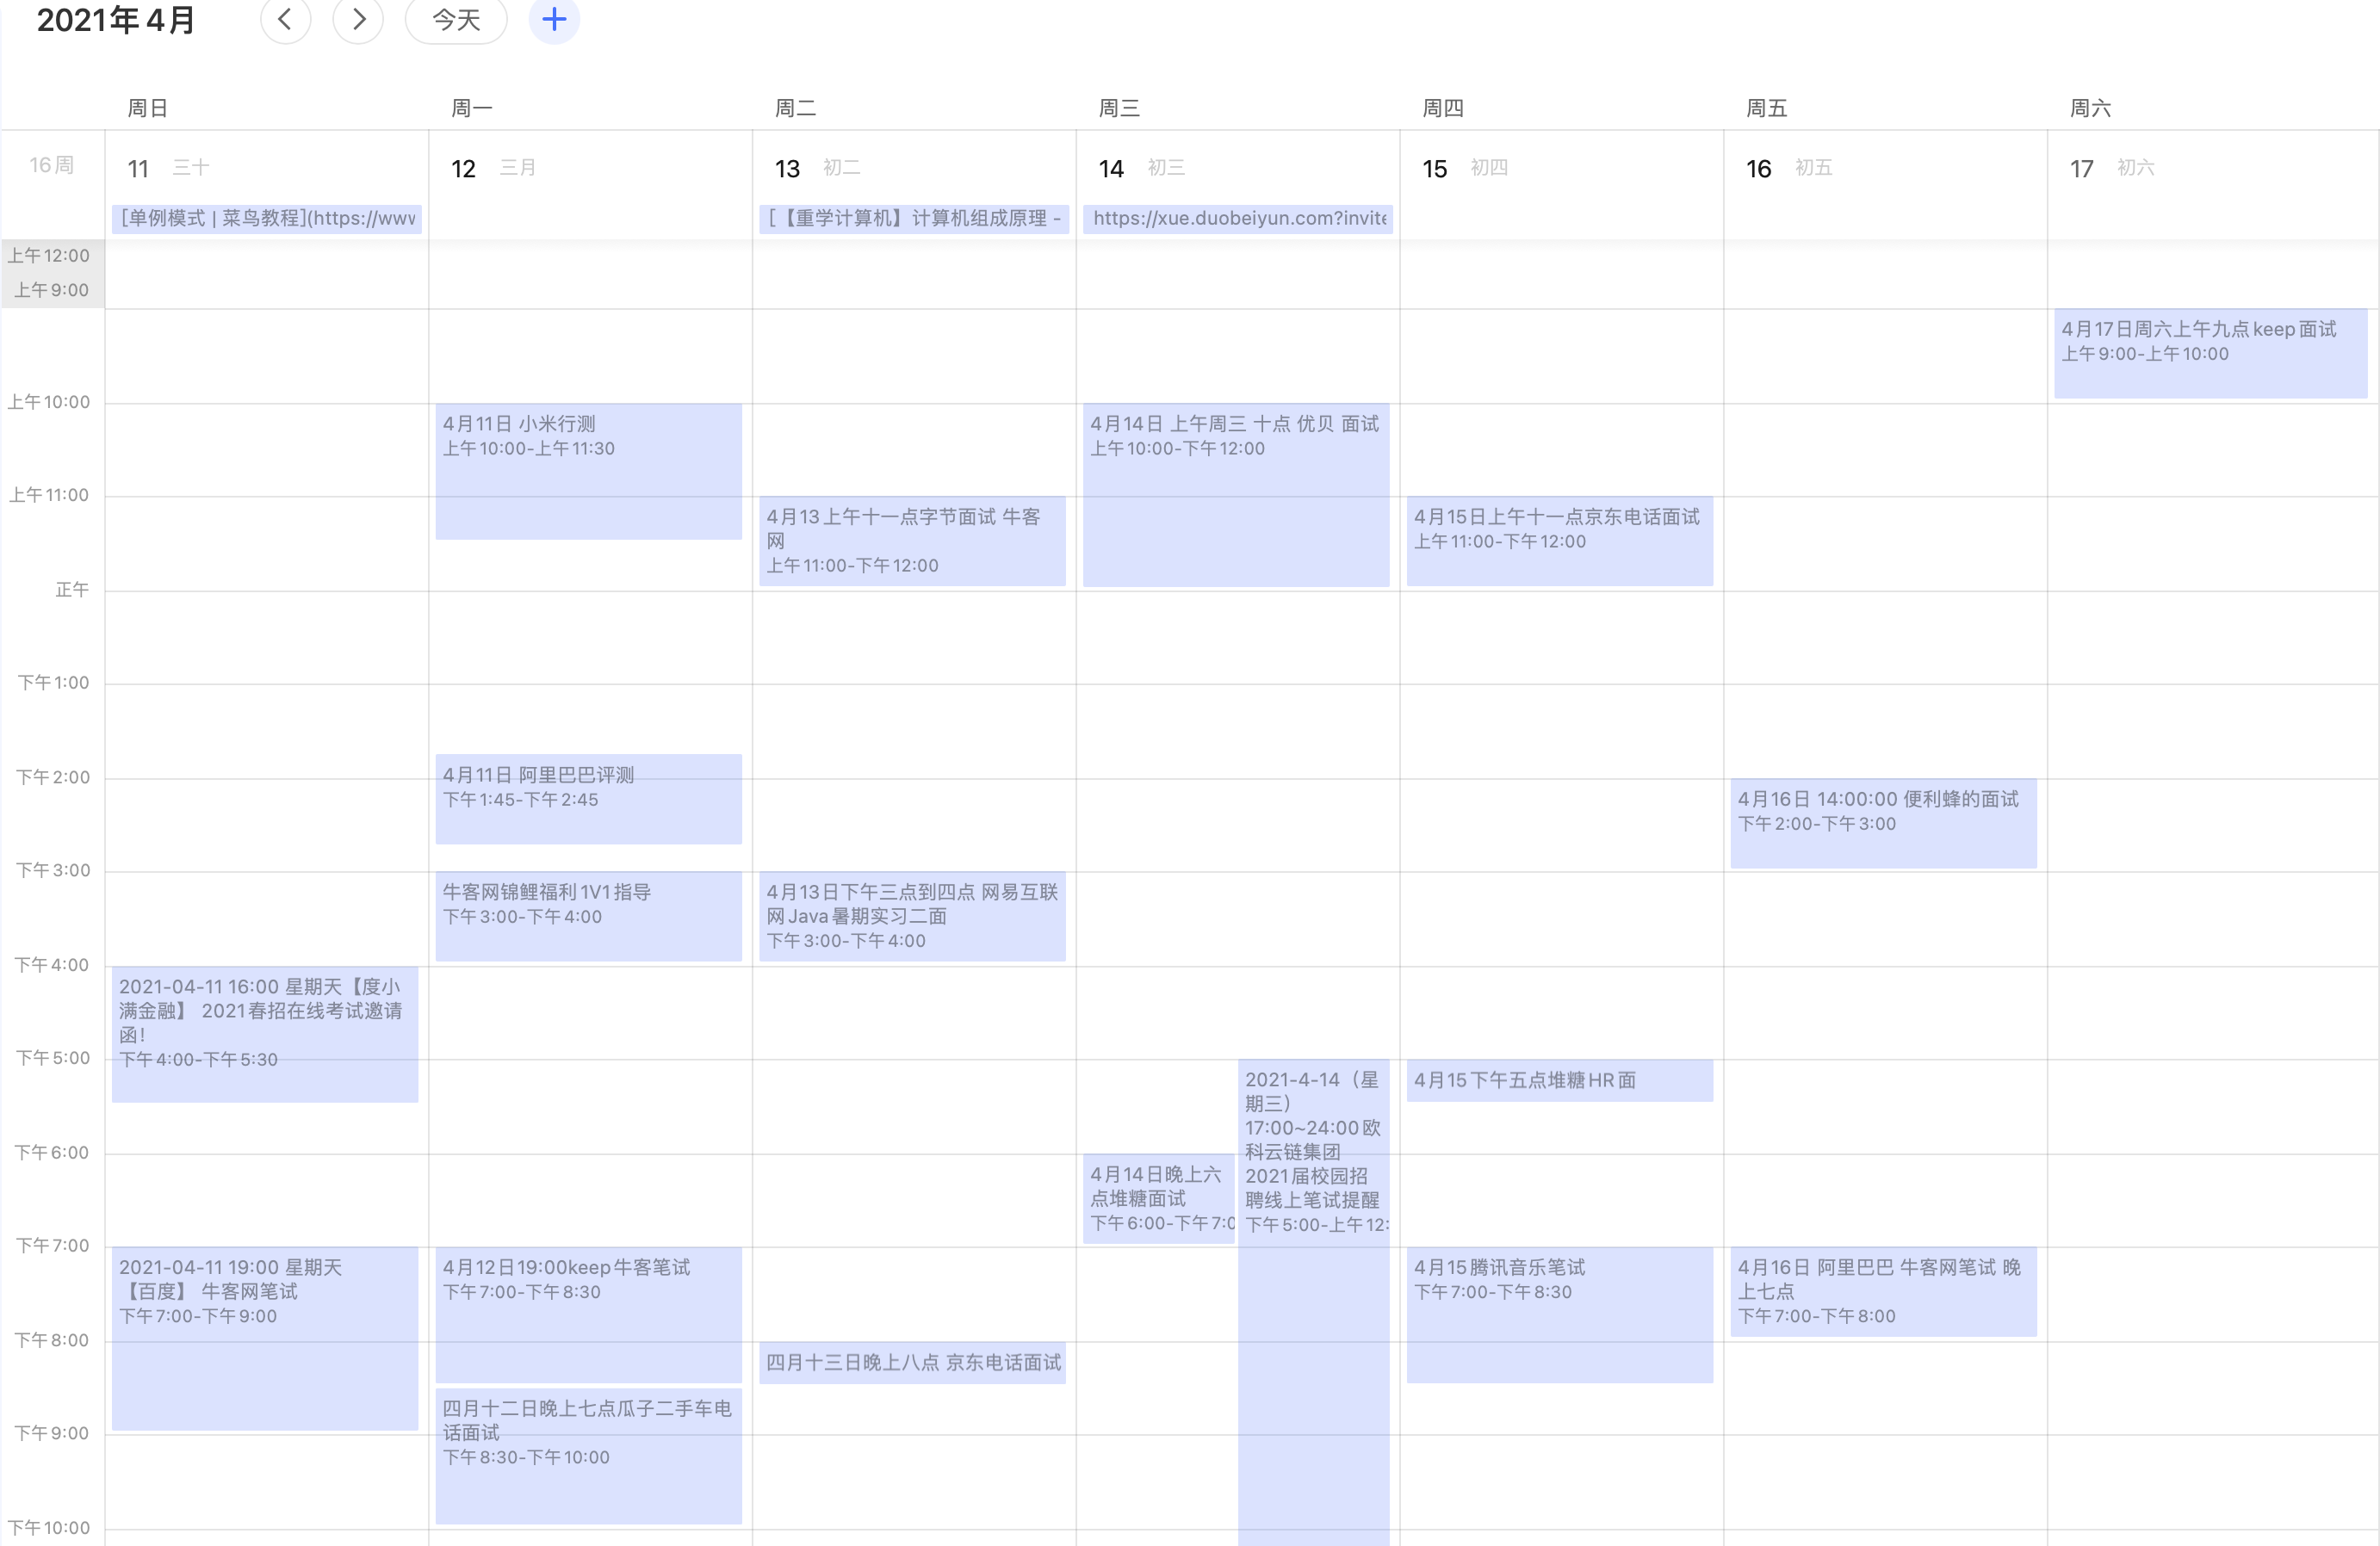 2021年 4月
今天
周日
周一
周二
周三
周四
周五
周六
16周
11 三十
12 三月
13 初二
14 初三
15 初四
16 初五
17 初六
[单例模式 | 菜鸟教程](https://www
[【重学计算机】计算机组成原理 -
https://xue.duobeiyun.com?invite
上午12:00
上午9:00
上午10:00
上午11:00
正午
下午1:00
下午2:00
下午3:00
下午4:00
下午5:00
下午6:00
下午7:00
下午8:00
下午9:00
下午10:00
2021-04-11 16:00 星期天【度小
满金融】 2021春招在线考试邀请
函!
下午4:00-下午5:30
2021-04-11 19:00 星期天
【百度】 牛客网笔试
下午7:00-下午9:00
4月11日 小米行测
上午10:00-上午11:30
4月11日 阿里巴巴评测
下午1:45-下午2:45
牛客网锦鲤福利1V1指导
下午3:00-下午4:00
4月12日19:00keep牛客笔试
下午7:00-下午8:30
四月十二日晚上七点瓜子二手车电
话面试
下午8:30-下午10:00
4月13上午十一点字节面试 牛客
网
上午11:00-下午12:00
4月13日下午三点到四点 网易互联
网Java暑期实习二面
下午3:00-下午4:00
四月十三日晚上八点 京东电话面试
4月14日 上午周三 十点 优贝 面试
上午10:00-下午12:00
4月14日晚上六
点堆糖面试
下午6:00-下午7:0
2021-4-14（星
期三）
17:00~24:00欧
科云链集团
2021届校园招
聘线上笔试提醒
下午5:00-上午12:
4月15日上午十一点京东电话面试
上午11:00-下午12:00
4月15下午五点堆糖HR面
4月15腾讯音乐笔试
下午7:00-下午8:30
4月16日 14:00:00 便利蜂的面试
下午2:00-下午3:00
4月16日 阿里巴巴 牛客网笔试 晚
上七点
下午7:00-下午8:00
4月17日周六上午九点keep面试
上午9:00-上午10:00